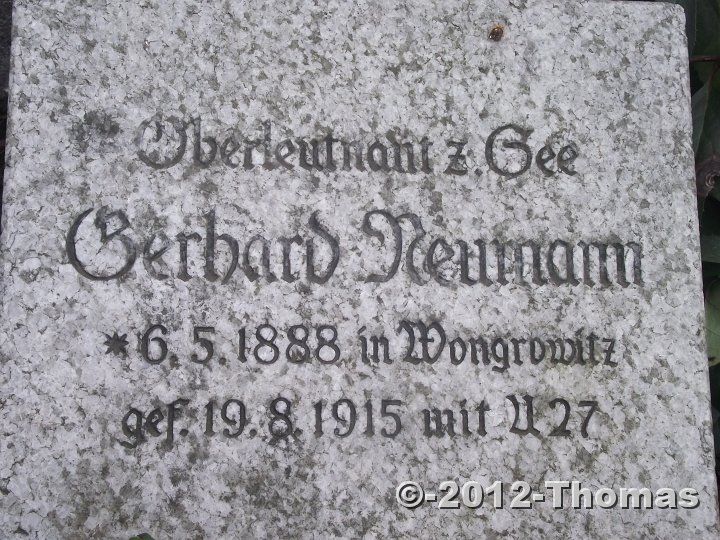 Oberleutnant z. See
Gerhard Neumann
* 6. 5. 1888 in Wongrowitz
gef. 19. 8. 1915 mit U 27
©-2012-Thomas